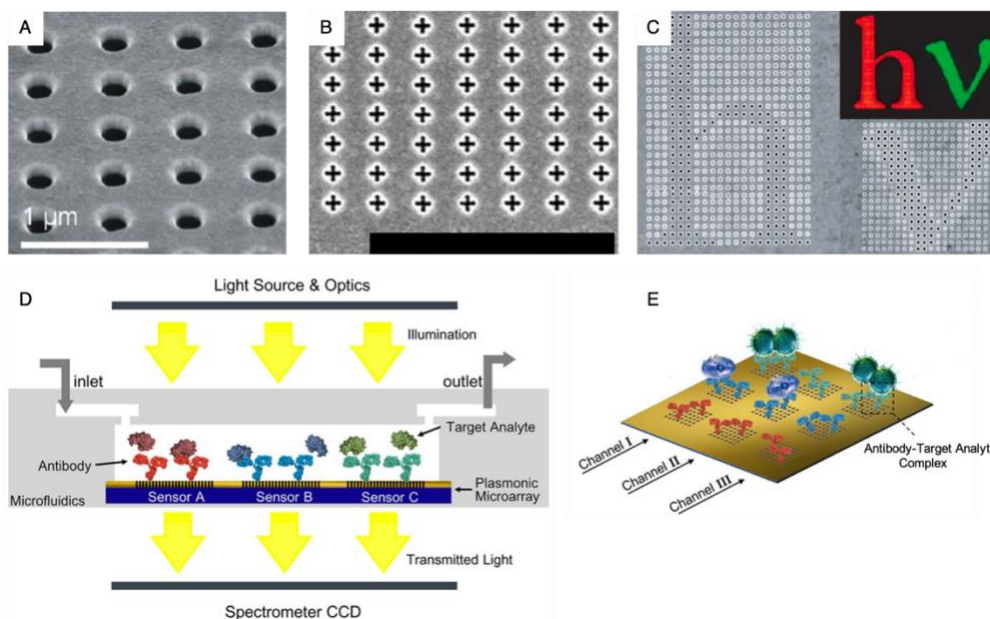 A
1 μm
B
C
hν
D
Light Source & Optics
Illumination
inlet
outlet
Target Analyte
Antibody
Plasmonic
Microarray
Microfluidics
Sensor A
Sensor B
Sensor C
Transmitted Light
Spectrometer CCD
E
Channel I
Channel II
Channel III
Antibody-Target Analyt
Complex